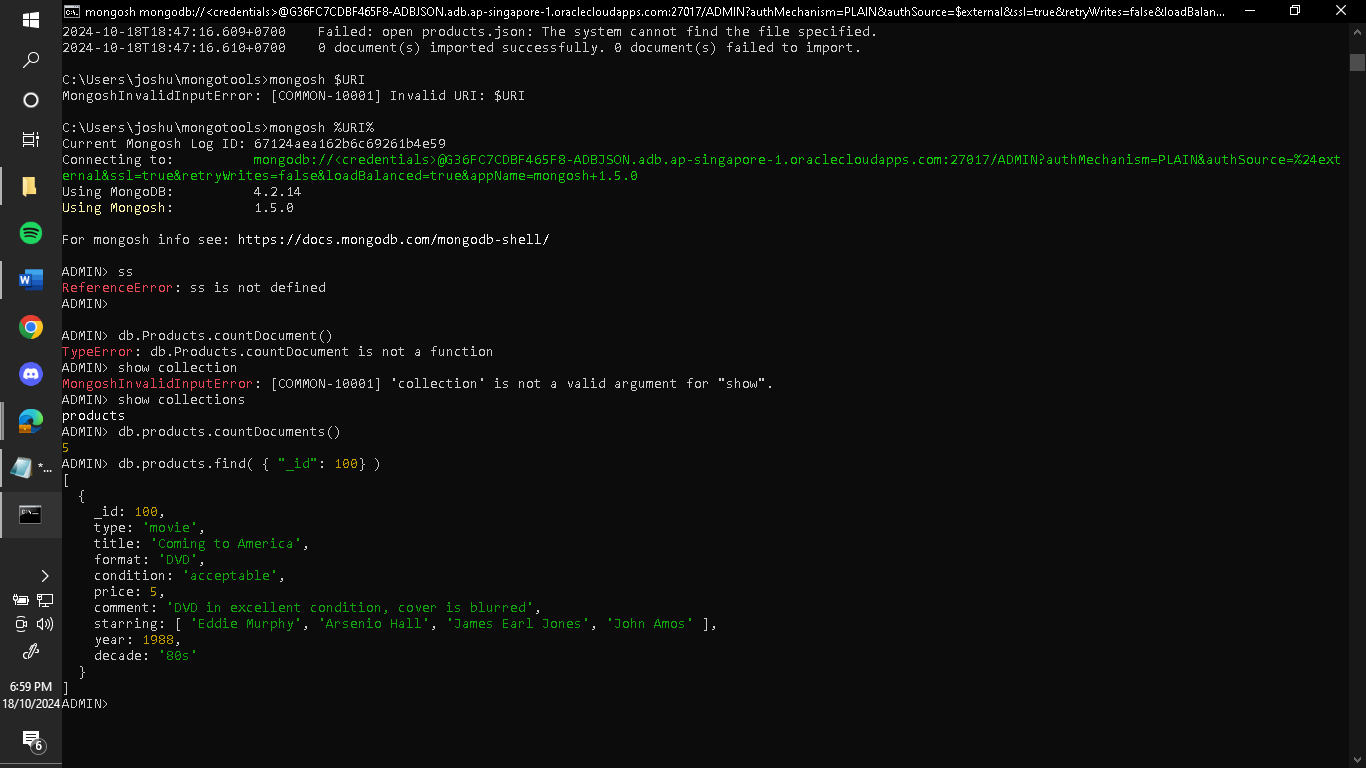 mongosh mongodb://<credentials>@G36FC7CDBF465F8-ADBJSON.adb.ap-singapore-1.oraclecloudapps.com:27017/ADMIN?authMechanism=PLAIN&authSource=$external&ssl=true&retryWrites=false&loadBalan...
2024-10-18T18:47:16.609+0700    Failed: open products.json: The system cannot find the file specified.
2024-10-18T18:47:16.610+0700    0 document(s) imported successfully. 0 document(s) failed to import.
C:\Users\joshu\mongotools>mongosh $URI
MongoshInvalidInputError: [COMMON-10001] Invalid URI: $URI
C:\Users\joshu\mongotools>mongosh %URI%
Current Mongosh Log ID: 67124aea162b6c69261b4e59
Connecting to:          mongodb://<credentials>@G36FC7CDBF465F8-ADBJSON.adb.ap-singapore-1.oraclecloudapps.com:27017/ADMIN?authMechanism=PLAIN&authSource=%24ext
ernal&ssl=true&retryWrites=false&loadBalanced=true&appName=mongosh+1.5.0
Using MongoDB:          4.2.14
Using Mongosh:          1.5.0
For mongosh info see: https://docs.mongodb.com/mongodb-shell/
ADMIN> ss
ReferenceError: ss is not defined
ADMIN>
ADMIN> db.Products.countDocument()
TypeError: db.Products.countDocument is not a function
ADMIN> show collection
MongoshInvalidInputError: [COMMON-10001] 'collection' is not a valid argument for "show".
ADMIN> show collections
products
ADMIN> db.products.countDocuments()
5
ADMIN> db.products.find( { "_id": 100} )
[
  {
    _id: 100,
    type: 'movie',
    title: 'Coming to America',
    format: 'DVD',
    condition: 'acceptable',
    price: 5,
    comment: 'DVD in excellent condition, cover is blurred',
    starring: [ 'Eddie Murphy', 'Arsenio Hall', 'James Earl Jones', 'John Amos' ],
    year: 1988,
    decade: '80s'
  }
]
ADMIN>
*...
6:59 PM
18/10/2024
6